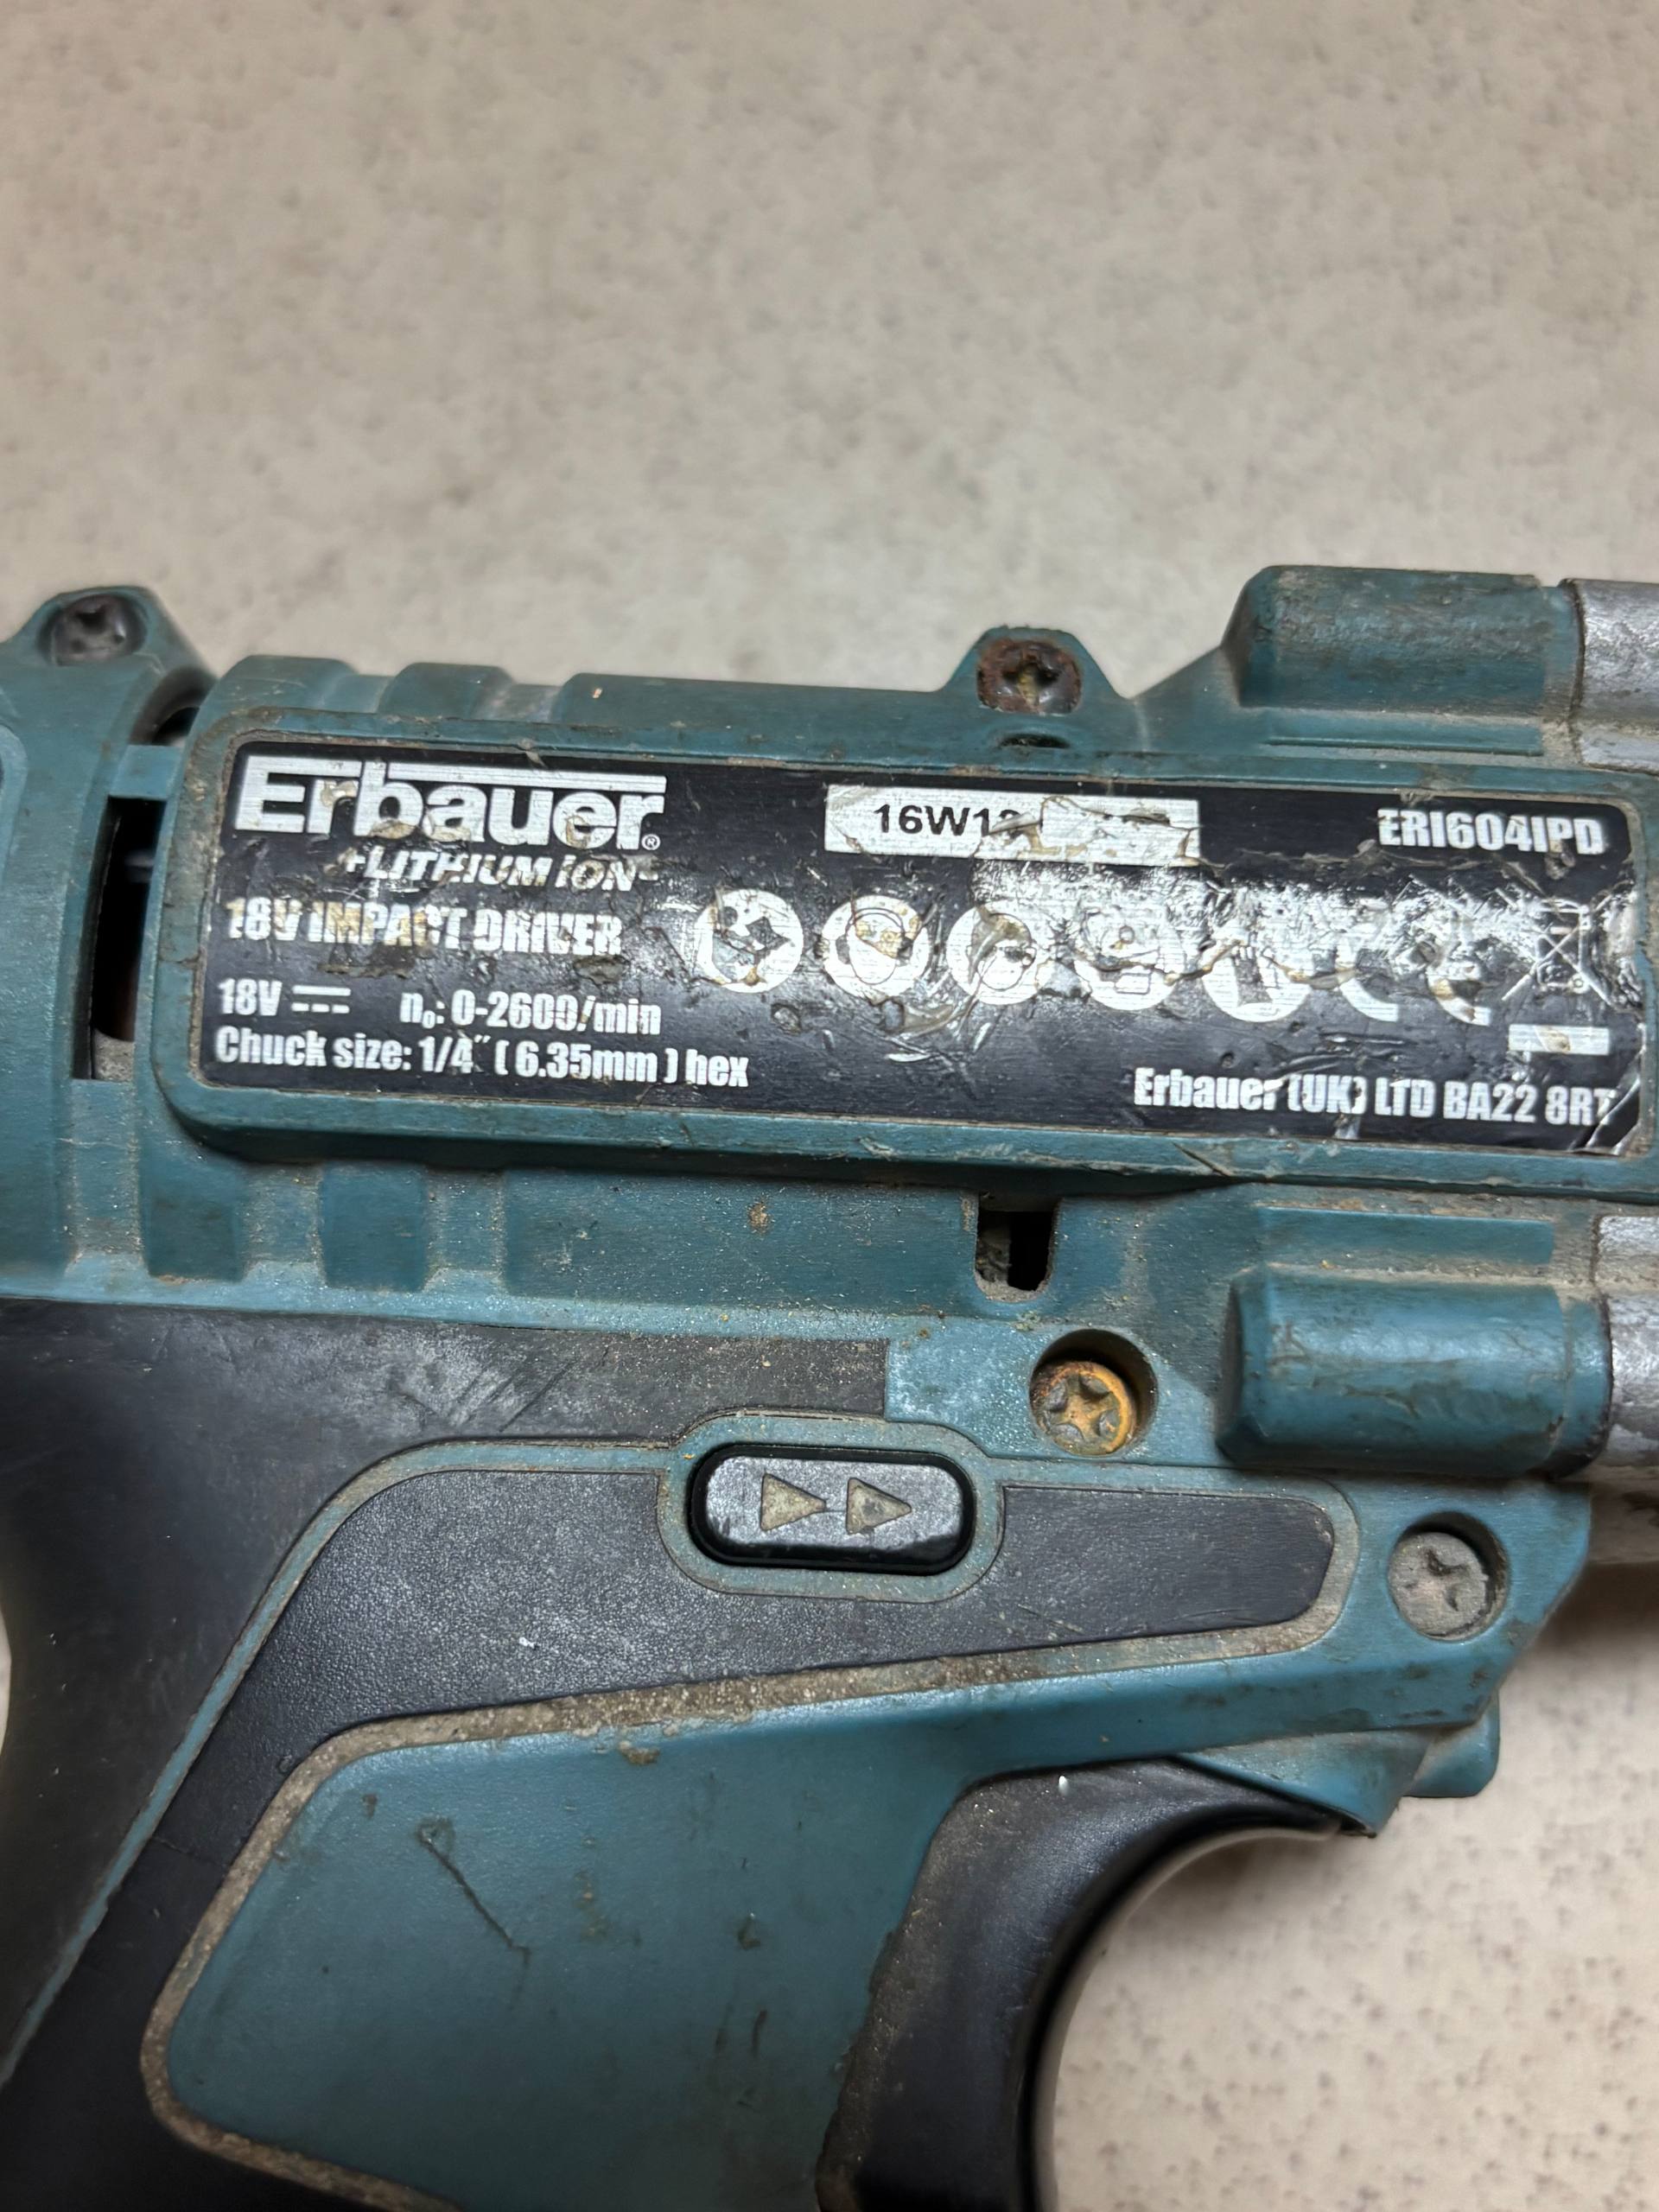 Erbauer®
+LITHIUM ION-
18V IMPACT DRIVER
18V n₀: 0-2600/min
Chuck size: 1/4″ ( 6.35mm ) hex
ERI604IPD
CE
Erbauer (UK) LTD BA22 8RT